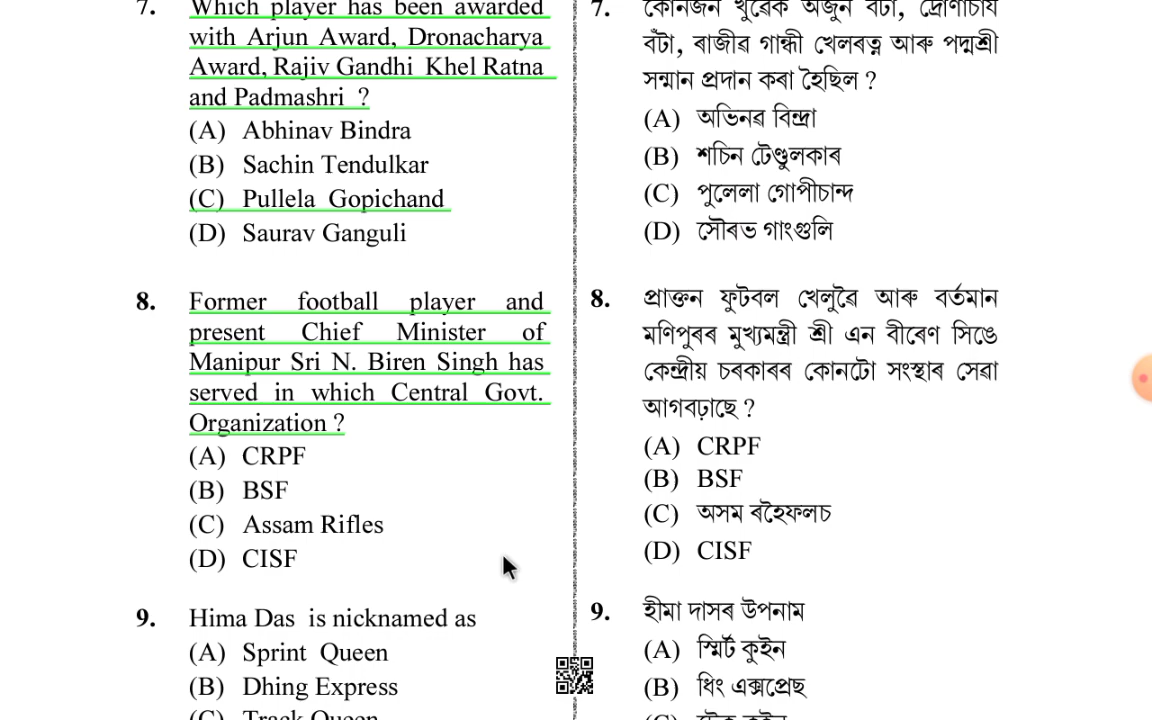 7. Which player has been awarded
with Arjun Award, Dronacharya
Award, Rajiv Gandhi Khel Ratna
and Padmashri ?
(A) Abhinav Bindra
(B) Sachin Tendulkar
(C) Pullela Gopichand
(D) Saurav Ganguli
8. Former football player and
present Chief Minister of
Manipur Sri N. Biren Singh has
served in which Central Govt.
Organization ?
(A) CRPF
(B) BSF
(C) Assam Rifles
(D) CISF
9. Hima Das is nicknamed as
(A) Sprint Queen
(B) Dhing Express
(C) Track Queen
7. কোনজন খুৱৈক অৰ্জুন বঁটা, দ্ৰোণাচাৰ্য
বঁটা, ৰাজীৱ গান্ধী খেলৰত্ন আৰু পদ্মশ্ৰী
সন্মান প্ৰদান কৰা হৈছিল ?
(A) অভিনৱ বিন্দ্ৰা
(B) শচিন টেণ্ডুলকাৰ
(C) পুলেলা গোপীচান্দ
(D) সৌৰভ গাংগুলি
8. প্ৰাক্তন ফুটবল খেলুৱৈ আৰু বৰ্তমান
মণিপুৰৰ মুখ্যমন্ত্ৰী শ্ৰী এন বীৰেণ সিঙে
কেন্দ্ৰীয় চৰকাৰৰ কোনটো সংস্থাৰ সেৱা
আগবঢ়াছে ?
(A) CRPF
(B) BSF
(C) অসম ৰাইফলচ
(D) CISF
9. হীমা দাসৰ উপনাম
(A) স্প্ৰিৰ্ট কুইন
(B) ধিং এক্সপ্ৰেছ